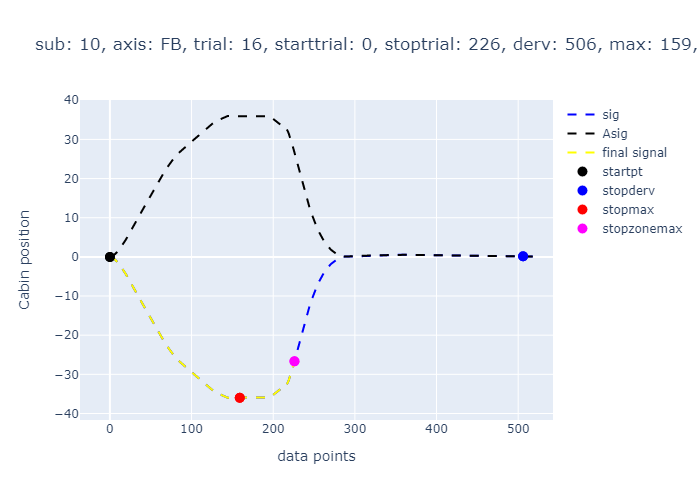 sub: 10, axis: FB, trial: 16, starttrial: 0, stoptrial: 226, derv: 506, max: 159,
40
30
20
10
0
−10
−20
−30
−40
Cabin position
0 100 200 300 400 500
data points
sig
Asig
final signal
startpt
stopderv
stopmax
stopzonemax